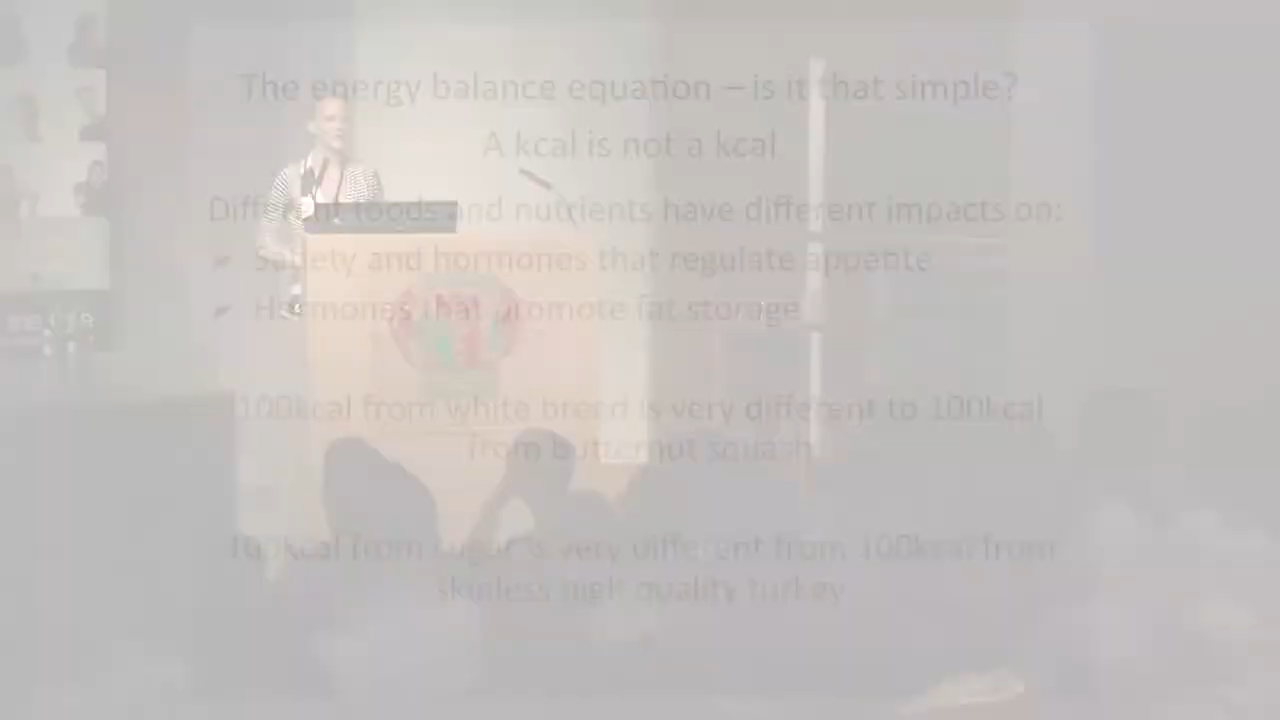 The energy balance equation – is it that simple?
A kcal is not a kcal
Different foods and nutrients have different impacts on:
Satiety and hormones that regulate appetite
Hormones that promote fat storage
100kcal from white bread is very different to 100kcal
from butternut squash
100kcal from sugar is very different from 100kcal from
skinless high quality turkey